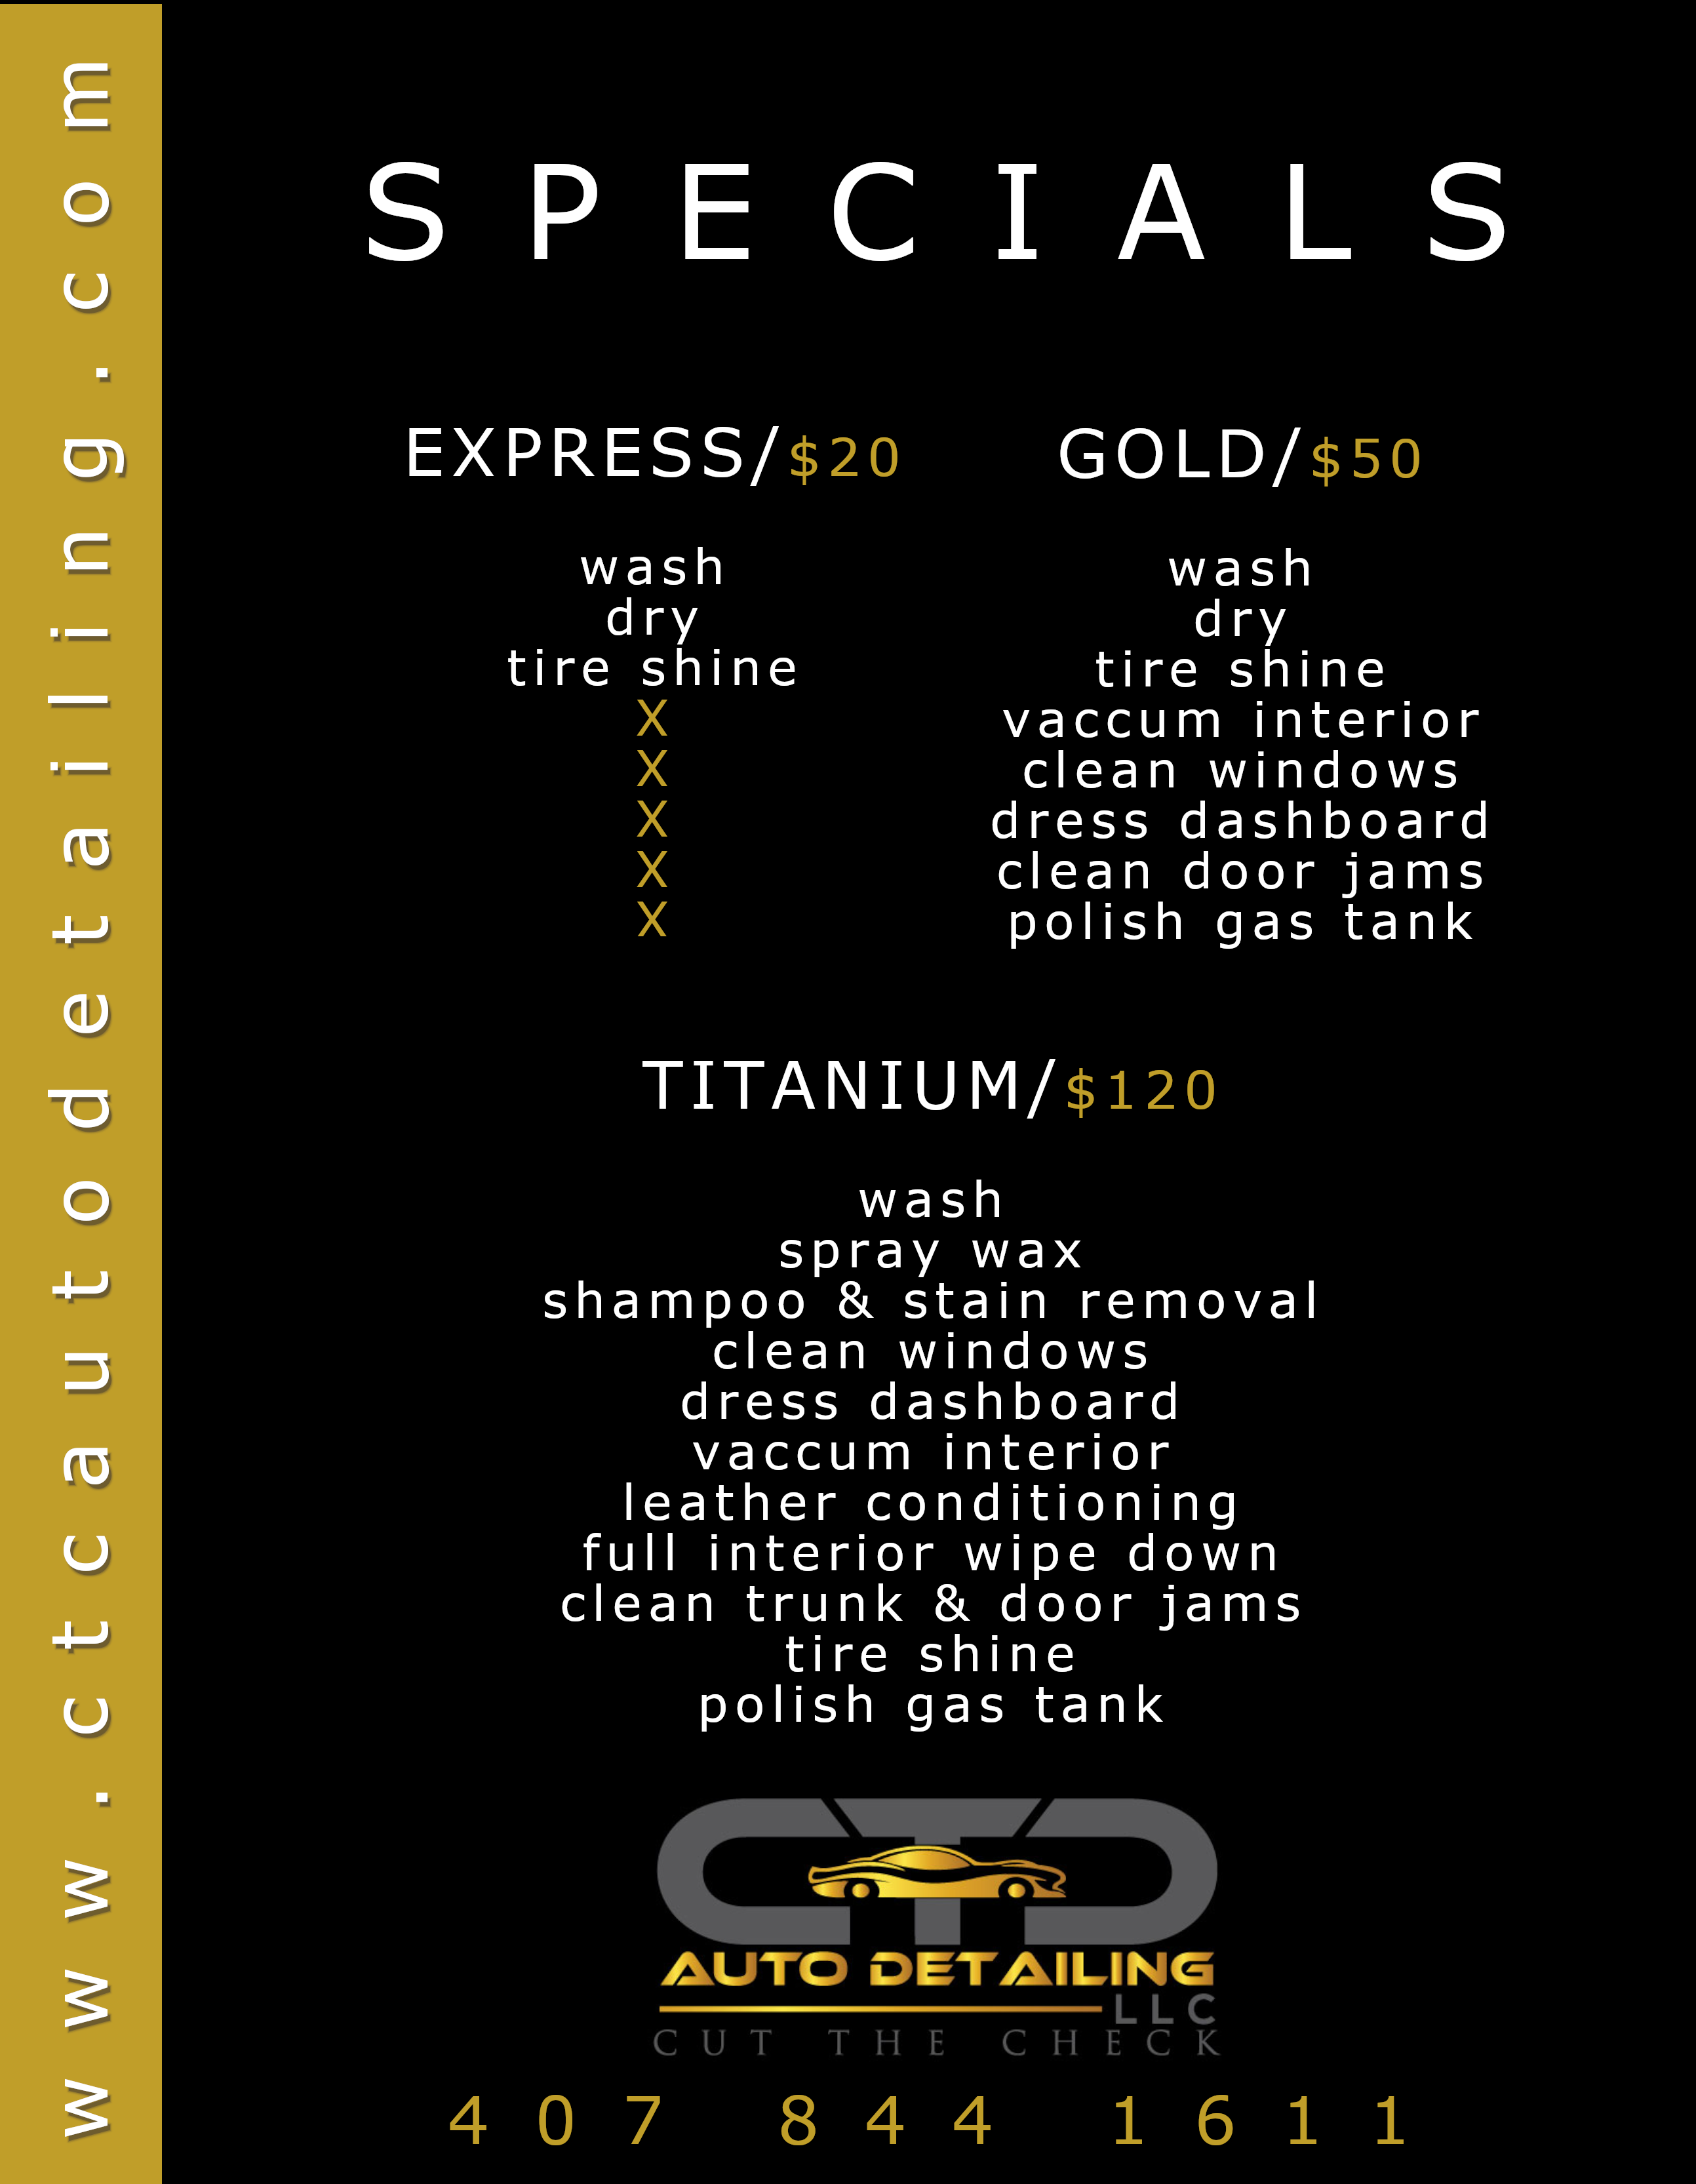 www.ctcautodetailing.com
SPECIALS
EXPRESS/$20
wash
dry
tire shine
X
X
X
X
X
GOLD/$50
wash
dry
tire shine
vaccum interior
clean windows
dress dashboard
clean door jams
polish gas tank
TITANIUM/$120
wash
spray wax
shampoo & stain removal
clean windows
dress dashboard
vaccum interior
leather conditioning
full interior wipe down
clean trunk & door jams
tire shine
polish gas tank
CTC
AUTO DETAILING
LLC
CUT THE CHECK
407 844 1611